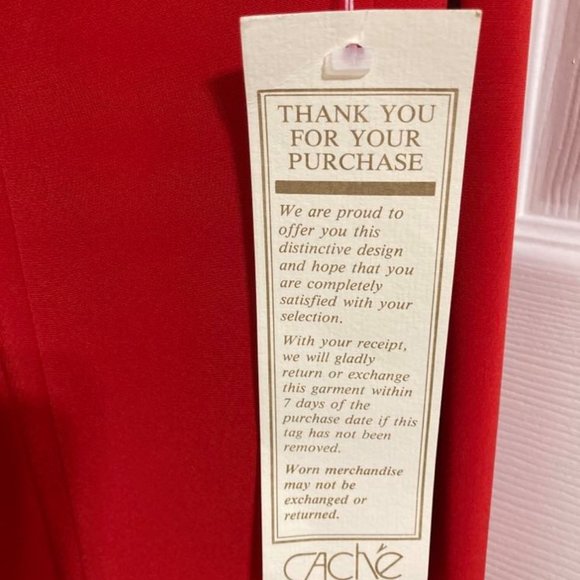 THANK YOU
FOR YOUR
PURCHASE
We are proud to
offer you this
distinctive design
and hope that you
are completely
satisfied with your
selection.
With your receipt,
we will gladly
return or exchange
this garment within
7 days of the
purchase date if this
tag has not been
removed.
Worn merchandise
may not be
exchanged or
returned.
CAChé